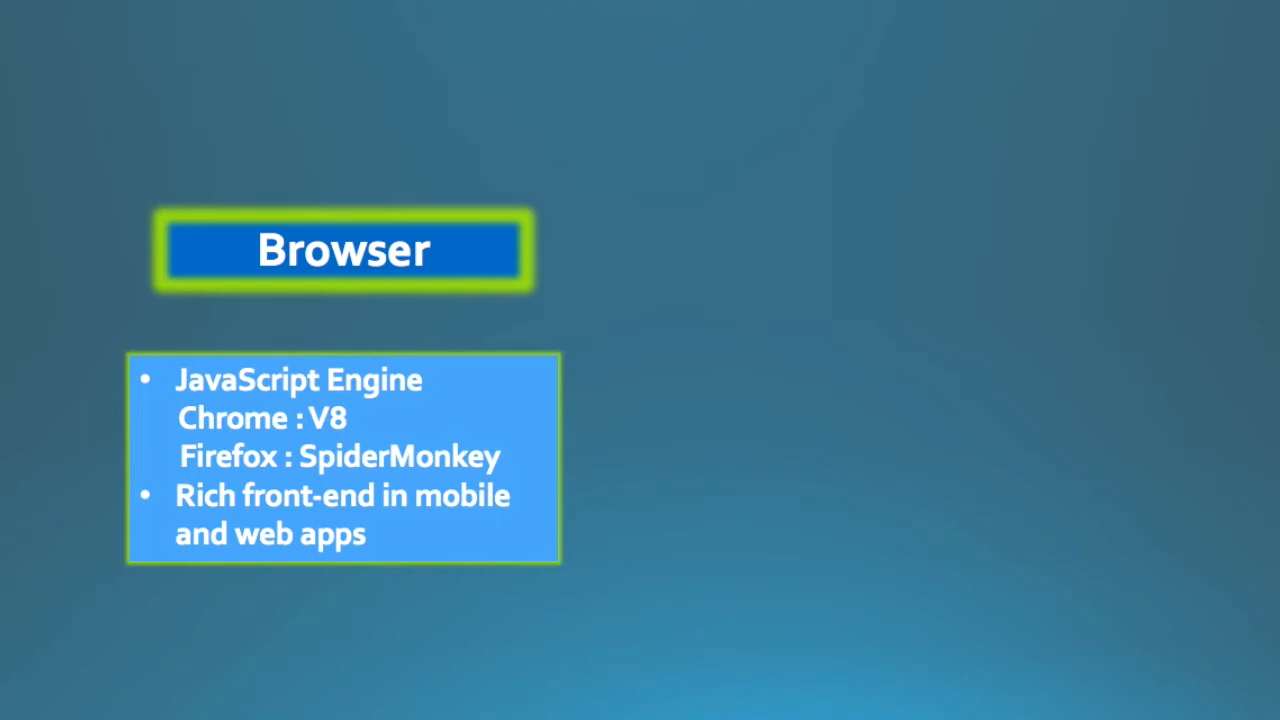 Browser
• JavaScript Engine
Chrome : V8
Firefox : SpiderMonkey
• Rich front-end in mobile
and web apps